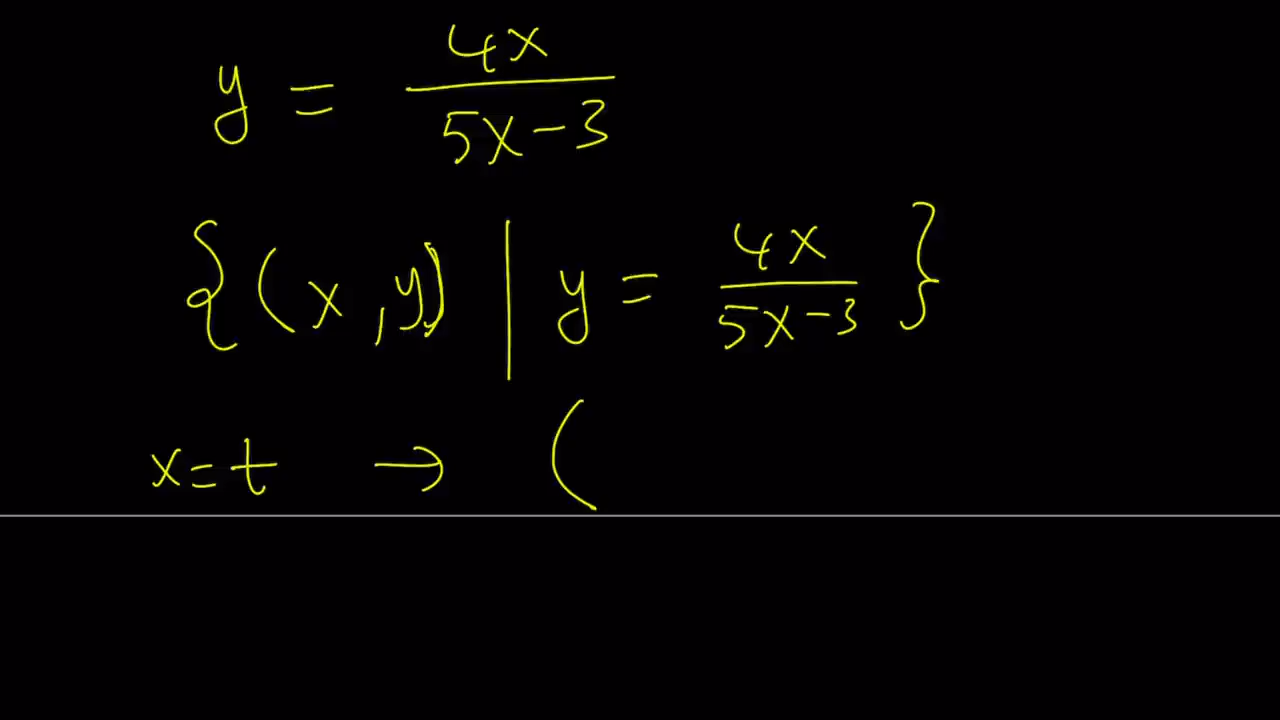 y = 4x / 5x-3
{(x,y) | y = 4x / 5x-3}
x=t → (